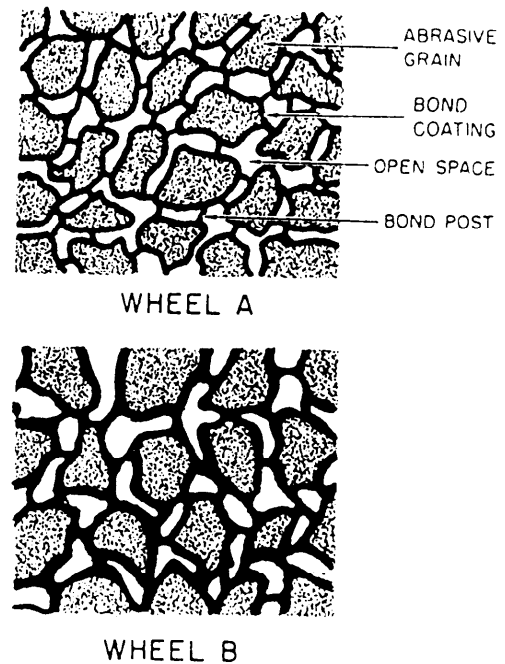 ABRASIVE
GRAIN
BOND
COATING
OPEN SPACE
BOND POST
WHEEL A
WHEEL B